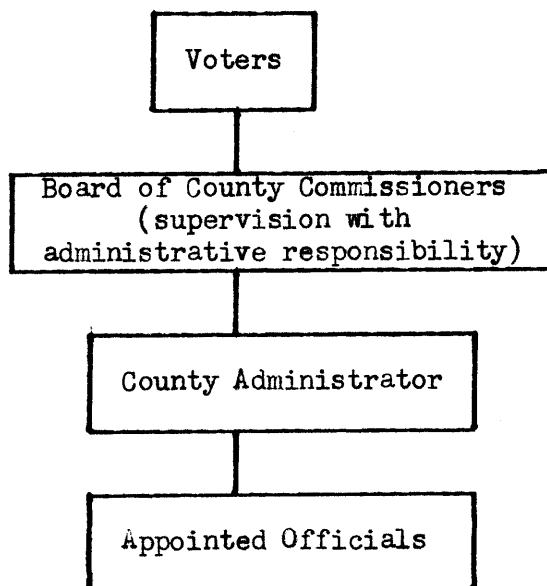 Voters
Board of County Commissioners
(supervision with
administrative responsibility)
County Administrator
Appointed Officials